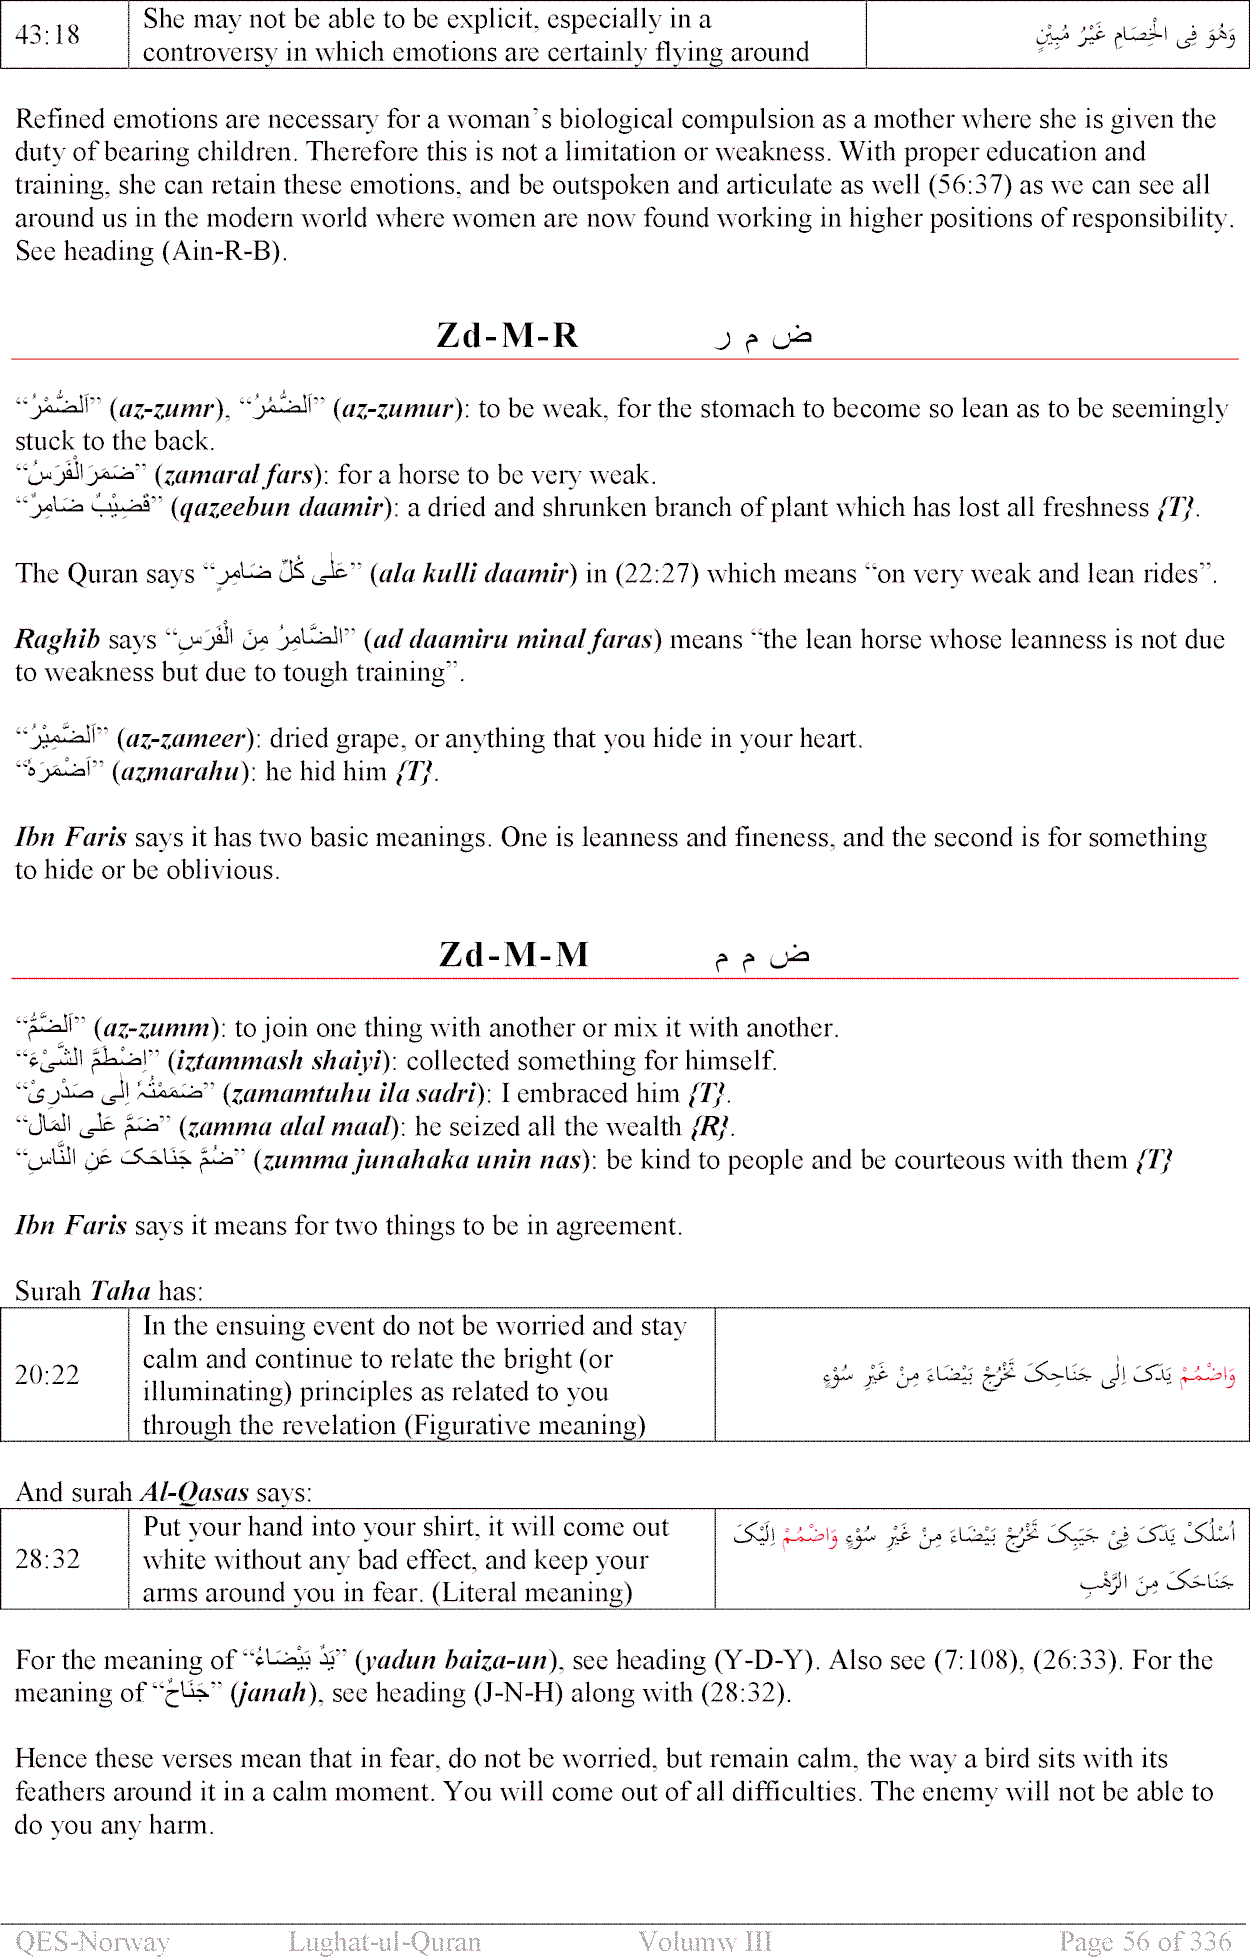 43:18 She may not be able to be explicit, especially in a وَهُوَ فِى الْخِصَامِ غَيْرُ مُبِيْنٍ
controversy in which emotions are certainly flying around
Refined emotions are necessary for a woman’s biological compulsion as a mother where she is given the
duty of bearing children. Therefore this is not a limitation or weakness. With proper education and
training, she can retain these emotions, and be outspoken and articulate as well (56:37) as we can see all
around us in the modern world where women are now found working in higher positions of responsibility.
See heading (Ain-R-B).
Zd-M-R ض م ر
“اَلضُّمْرُ” (az-zumr), “اَلضُّمُرُ” (az-zumur): to be weak, for the stomach to become so lean as to be seemingly
stuck to the back.
“ضَمَرَالْفَرَسُ” (zamaral fars): for a horse to be very weak.
“قَضِيْبٌ ضَامِرٌ” (qazeebun daamir): a dried and shrunken branch of plant which has lost all freshness {T}.
The Quran says “عَلٰى كُلِّ ضَامِرٍ” (ala kulli daamir) in (22:27) which means “on very weak and lean rides”.
Raghib says “الضَّامِرُ مِنَ الْفَرَسِ” (ad daamiru minal faras) means “the lean horse whose leanness is not due
to weakness but due to tough training”.
“اَلضَّمِيْرُ” (az-zameer): dried grape, or anything that you hide in your heart.
“اَضْمَرَهٗ” (azmarahu): he hid him {T}.
Ibn Faris says it has two basic meanings. One is leanness and fineness, and the second is for something
to hide or be oblivious.
Zd-M-M ض م م
“اَلضَّمُّ” (az-zumm): to join one thing with another or mix it with another.
“اِضْطَمَّ الشَّىْءَ” (iztammash shaiyi): collected something for himself.
“ضَمَمْتُہٗ اِلٰی صَدْرِیْ” (zamamtuhu ila sadri): I embraced him {T}.
“ضَمَّ عَلَى المَال” (zamma alal maal): he seized all the wealth {R}.
“ضُمَّ جَنَاحَکَ عَنِ النَّاسِ” (zumma junahaka unin nas): be kind to people and be courteous with them {T}
Ibn Faris says it means for two things to be in agreement.
Surah Taha has:
In the ensuing event do not be worried and stay
calm and continue to relate the bright (or
20:22 illuminating) principles as related to you وَاضْمُمْ يَدَکَ اِلٰى جَنَاحِکَ تَخْرُجْ بَيْضَاءَ مِنْ غَيْرِ سُوْءٍ
through the revelation (Figurative meaning)
And surah Al-Qasas says:
Put your hand into your shirt, it will come out اُسْلُکْ يَدَکَ فِىْ جَيبِکَ تَخْرُجْ بَيْضَاءَ مِنْ غَيْرِ سُوْءٍ وَاضْمُمْ اِلَيْکَ
28:32 white without any bad effect, and keep your
arms around you in fear. (Literal meaning) جَنَاحَکَ مِنَ الرَّهْبِ
For the meaning of “يَدٌ بَيْضَاءُ” (yadun baiza-un), see heading (Y-D-Y). Also see (7:108), (26:33). For the
meaning of “جَنَاحٌ” (janah), see heading (J-N-H) along with (28:32).
Hence these verses mean that in fear, do not be worried, but remain calm, the way a bird sits with its
feathers around it in a calm moment. You will come out of all difficulties. The enemy will not be able to
do you any harm.
QES-Norway Lughat-ul-Quran Volumw III Page 56 of 336